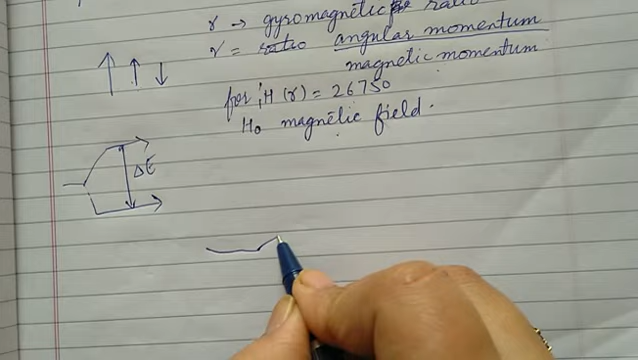 γ → gyromagnetic ratio
γ = ratio angular momentum
magnetic momentum
for ¹H (γ) = 26750
H₀ magnetic field.
ΔE